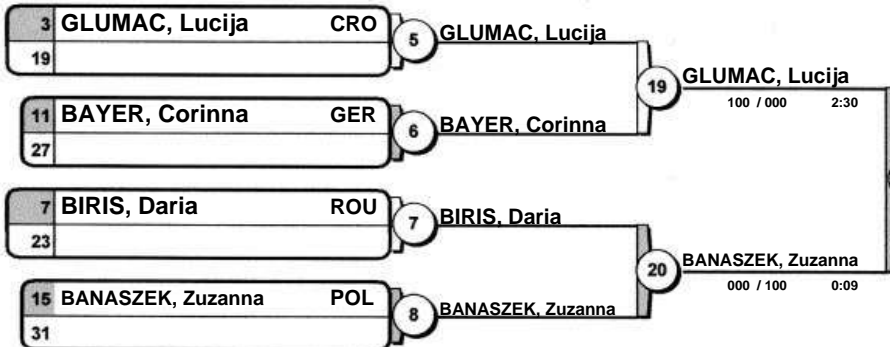 3 GLUMAC, Lucija CRO
19
5 GLUMAC, Lucija
11 BAYER, Corinna GER
27
6 BAYER, Corinna
19 GLUMAC, Lucija
100 / 000 2:30
7 BIRIS, Daria ROU
23
7 BIRIS, Daria
15 BANASZEK, Zuzanna POL
31
8 BANASZEK, Zuzanna
20 BANASZEK, Zuzanna
000 / 100 0:09